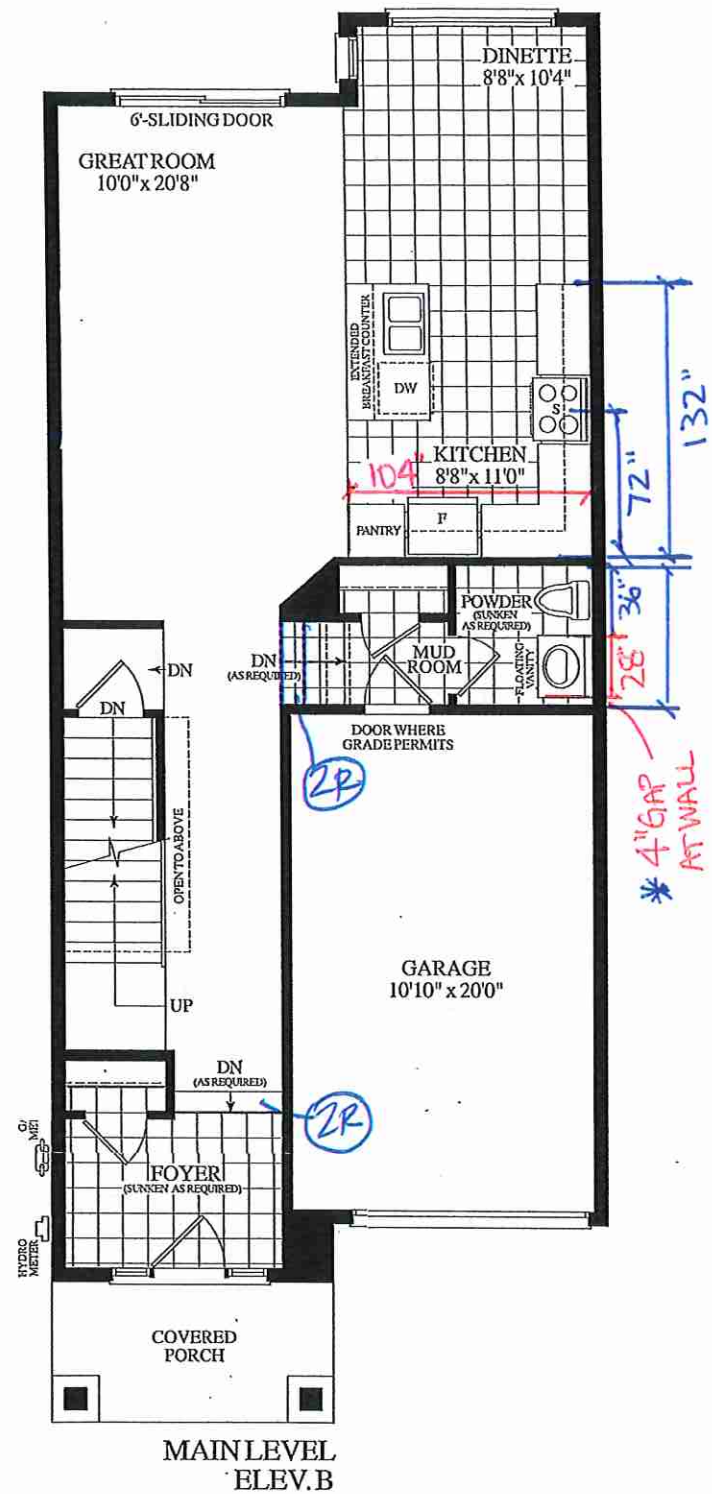 DINETTE
8'8"x 10'4"
6'-SLIDING DOOR
GREAT ROOM
10'0"x 20'8"
EXTENDED
BREAKFAST COUNTER
DW
S
132"
72"
KITCHEN
8'8"x 11'0"
104"
PANTRY
F
POWDER
(SUNKEN
AS REQUIRED)
36"
28"
FLOATING
VANITY
MUD
ROOM
DN
(AS REQUIRED)
DN
DN
DOOR WHERE
GRADE PERMITS
2R
* 4" GAP
AT WALL
OPEN TO ABOVE
GARAGE
10'10" x 20'0"
UP
DN
(AS REQUIRED)
2R
FOYER
(SUNKEN AS REQUIRED)
HYDRO
METER
COVERED
PORCH
MAIN LEVEL
ELEV. B